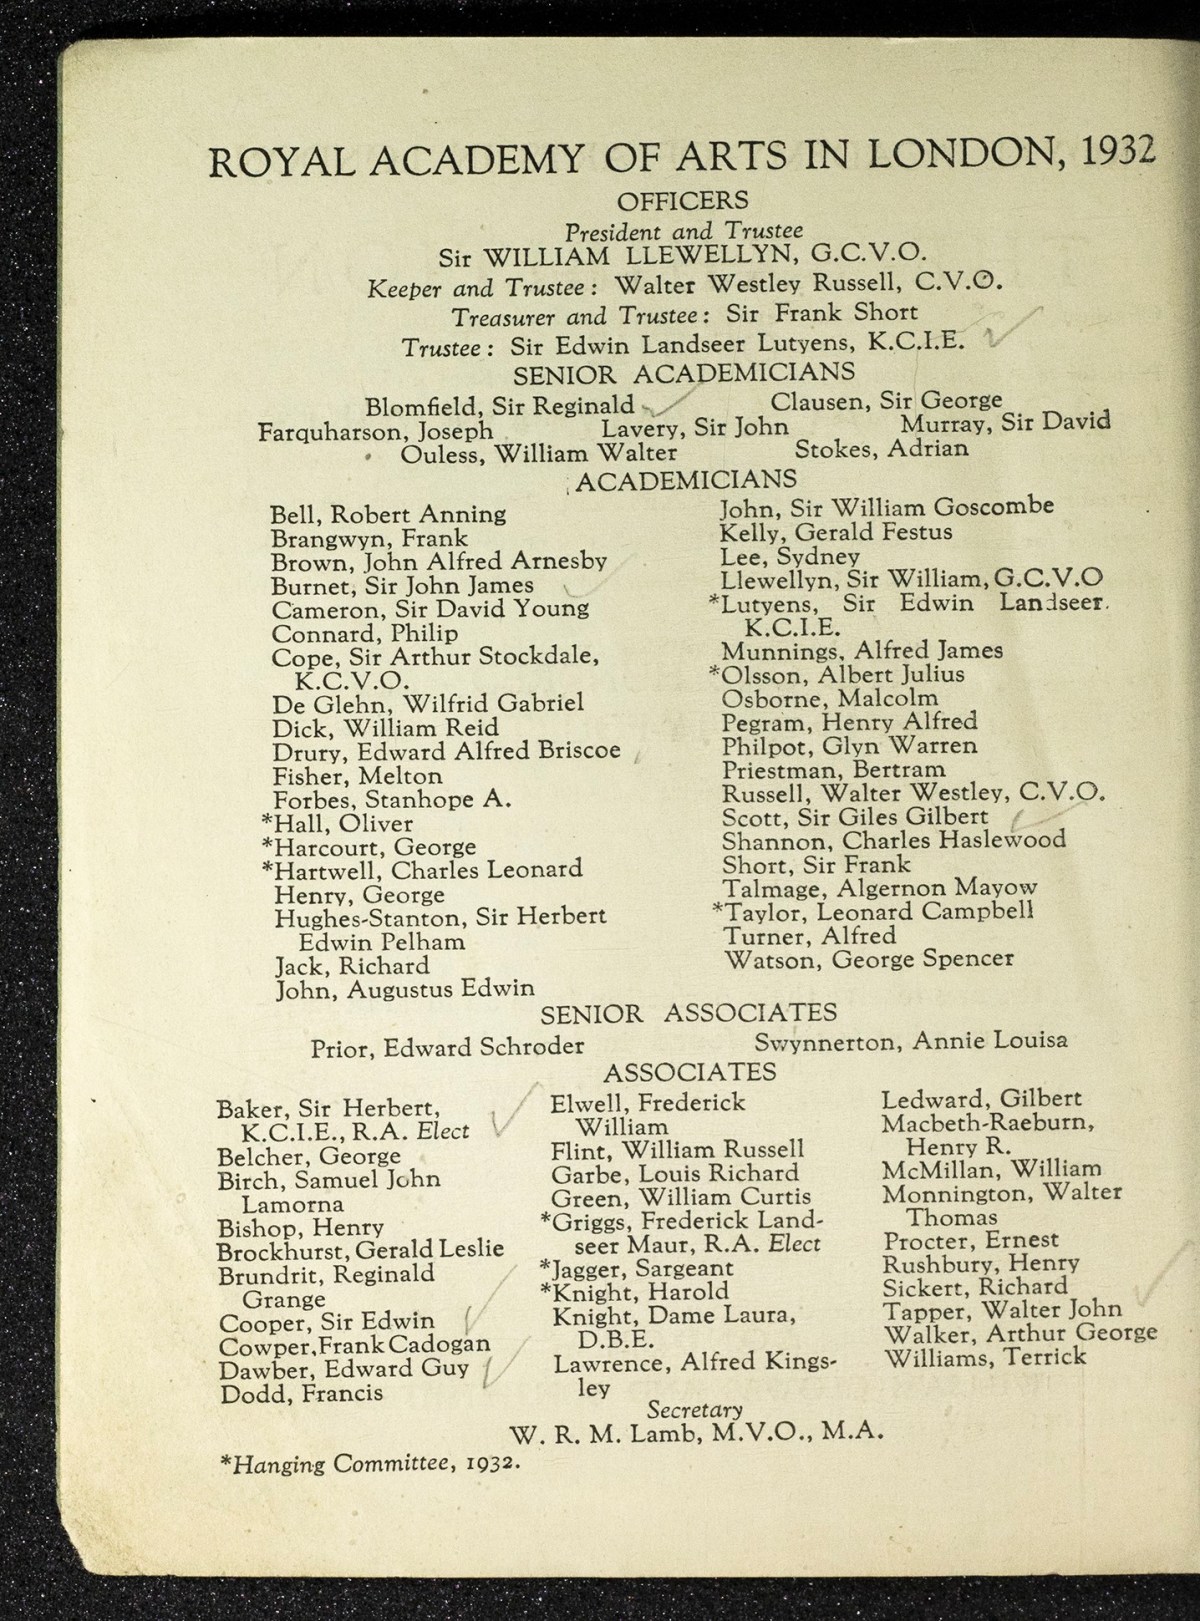 ROYAL ACADEMY OF ARTS IN LONDON, 1932
OFFICERS
President and Trustee
Sir WILLIAM LLEWELLYN, G.C.V.O.
Keeper and Trustee: Walter Westley Russell, C.V.O.
Treasurer and Trustee: Sir Frank Short
Trustee: Sir Edwin Landseer Lutyens, K.C.I.E.
SENIOR ACADEMICIANS
Blomfield, Sir Reginald Clausen, Sir George
Farquharson, Joseph Lavery, Sir John Murray, Sir David
Ouless, William Walter Stokes, Adrian
ACADEMICIANS
Bell, Robert Anning
Brangwyn, Frank
Brown, John Alfred Arnesby
Burnet, Sir John James
Cameron, Sir David Young
Connard, Philip
Cope, Sir Arthur Stockdale,
K.C.V.O.
De Glehn, Wilfrid Gabriel
Dick, William Reid
Drury, Edward Alfred Briscoe
Fisher, Melton
Forbes, Stanhope A.
*Hall, Oliver
*Harcourt, George
*Hartwell, Charles Leonard
Henry, George
Hughes-Stanton, Sir Herbert
Edwin Pelham
Jack, Richard
John, Augustus Edwin
John, Sir William Goscombe
Kelly, Gerald Festus
Lee, Sydney
Llewellyn, Sir William, G.C.V.O
*Lutyens, Sir Edwin Landseer.
K.C.I.E.
Munnings, Alfred James
*Olsson, Albert Julius
Osborne, Malcolm
Pegram, Henry Alfred
Philpot, Glyn Warren
Priestman, Bertram
Russell, Walter Westley, C.V.O.
Scott, Sir Giles Gilbert
Shannon, Charles Haslewood
Short, Sir Frank
Talmage, Algernon Mayow
*Taylor, Leonard Campbell
Turner, Alfred
Watson, George Spencer
SENIOR ASSOCIATES
Prior, Edward Schroder Swynnerton, Annie Louisa
ASSOCIATES
Baker, Sir Herbert,
K.C.I.E., R.A. Elect
Belcher, George
Birch, Samuel John
Lamorna
Bishop, Henry
Brockhurst, Gerald Leslie
Brundrit, Reginald
Grange
Cooper, Sir Edwin
Cowper, Frank Cadogan
Dawber, Edward Guy
Dodd, Francis
Elwell, Frederick
William
Flint, William Russell
Garbe, Louis Richard
Green, William Curtis
*Griggs, Frederick Land-
seer Maur, R.A. Elect
*Jagger, Sargeant
*Knight, Harold
Knight, Dame Laura,
D.B.E.
Lawrence, Alfred Kings-
ley
Ledward, Gilbert
Macbeth-Raeburn,
Henry R.
McMillan, William
Monnington, Walter
Thomas
Procter, Ernest
Rushbury, Henry
Sickert, Richard
Tapper, Walter John
Walker, Arthur George
Williams, Terrick
Secretary
W. R. M. Lamb, M.V.O., M.A.
*Hanging Committee, 1932.